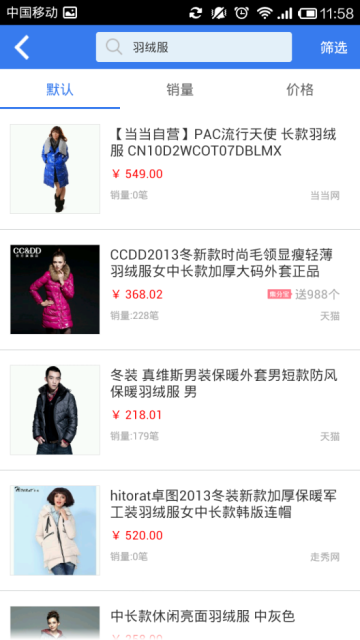 中国移动
11:58
羽绒服
筛选
默认
销量
价格
【当当自营】PAC流行天使 长款羽绒
服 CN10D2WCOT07DBLMX
￥ 549.00
销量:0笔
当当网
CC&DD
CCDD2013冬新款时尚毛领显瘦轻薄
羽绒服女中长款加厚大码外套正品
￥ 368.02
集分宝 送988个
销量:228笔
天猫
冬装 真维斯男装保暖外套男短款防风
保暖羽绒服 男
￥ 218.01
销量:179笔
天猫
Hitorat
hitorat卓图2013冬装新款加厚保暖军
工装羽绒服女中长款韩版连帽
￥ 520.00
销量:0笔
走秀网
中长款休闲亮面羽绒服 中灰色